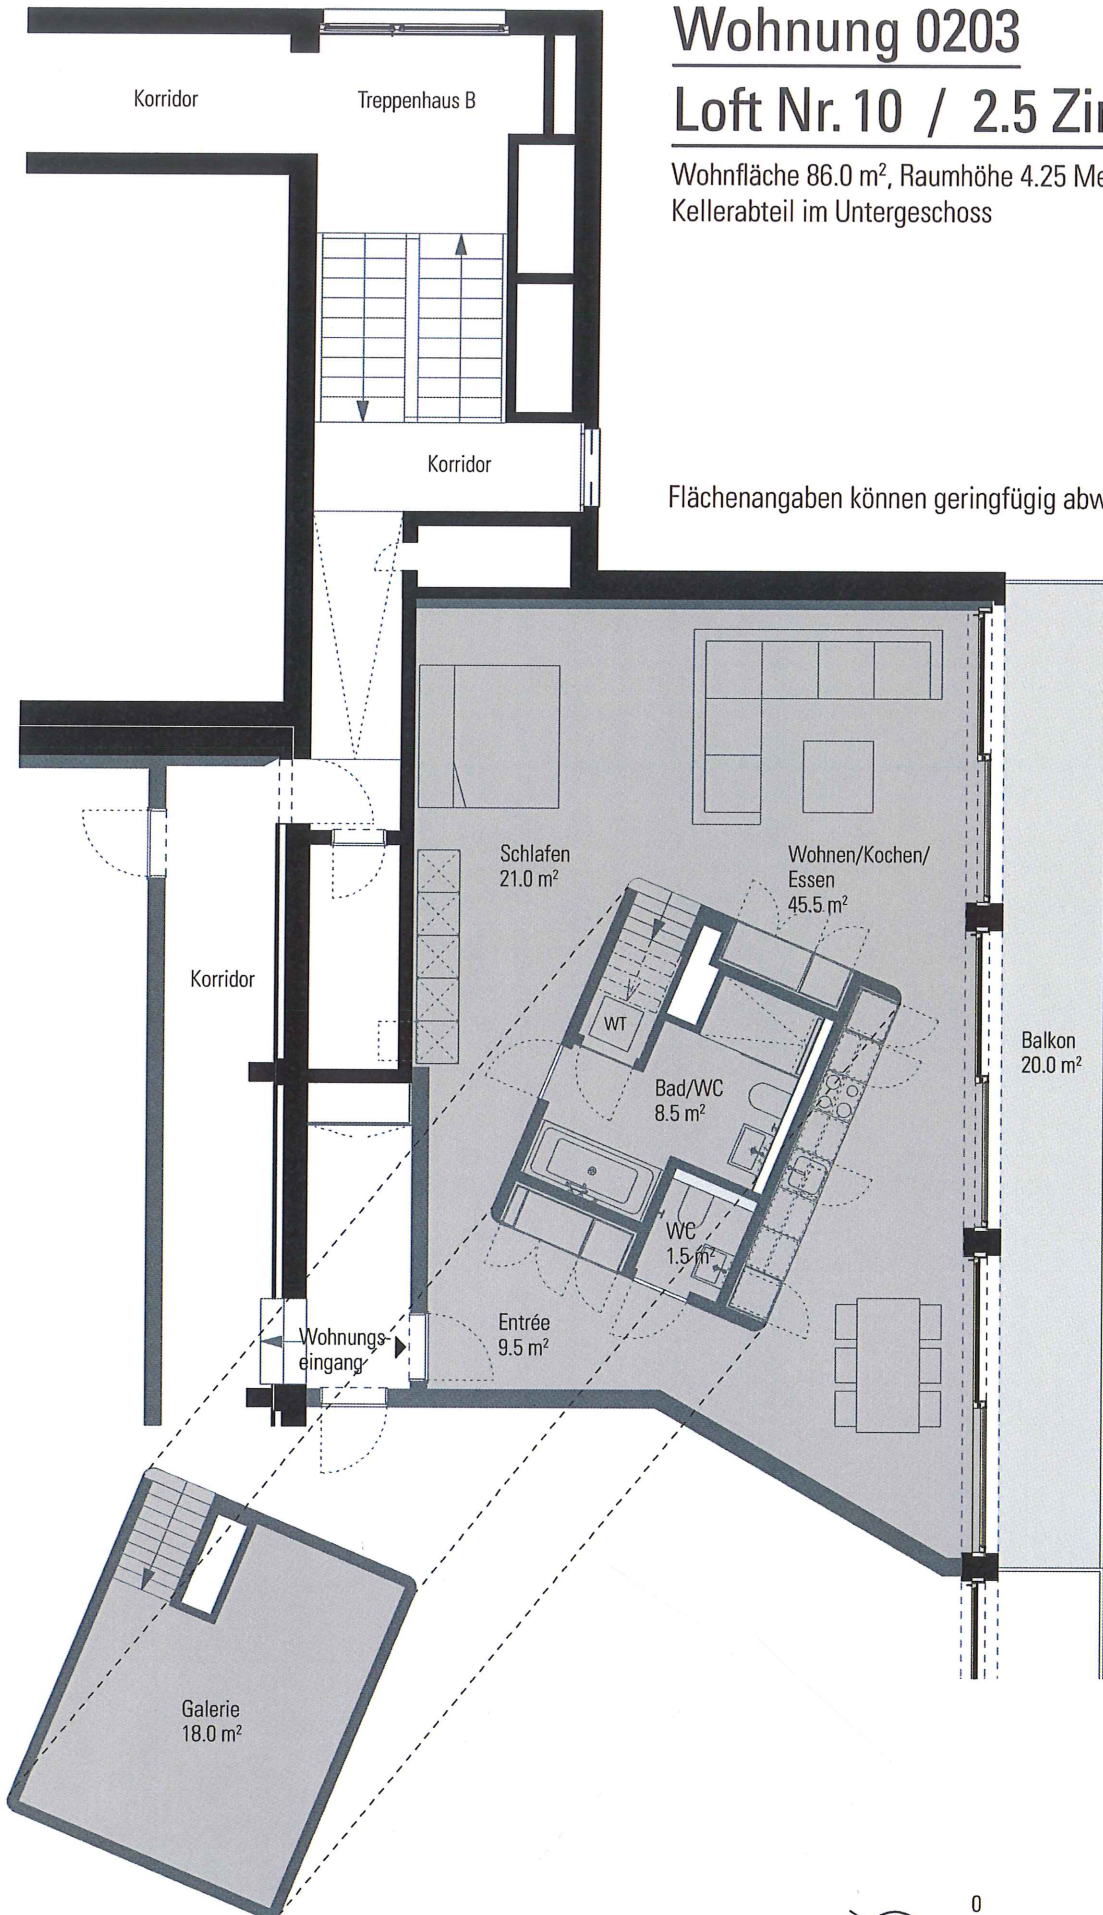 Wohnung 0203
Loft Nr. 10 / 2.5
Wohnfläche 86.0 m², Raumhöhe 4.25
Kellerabteil im Untergeschoss
Korridor
Treppenhaus B
Korridor
Flächenangaben können geringfügig
Schlafen
21.0 m²
Wohnen/Kochen/
Essen
45.5 m²
Korridor
WT
Bad/WC
8.5 m²
Balkon
20.0 m²
WC
1.5 m²
Entrée
9.5 m²
Wohnungs-
eingang
Galerie
18.0 m²
0